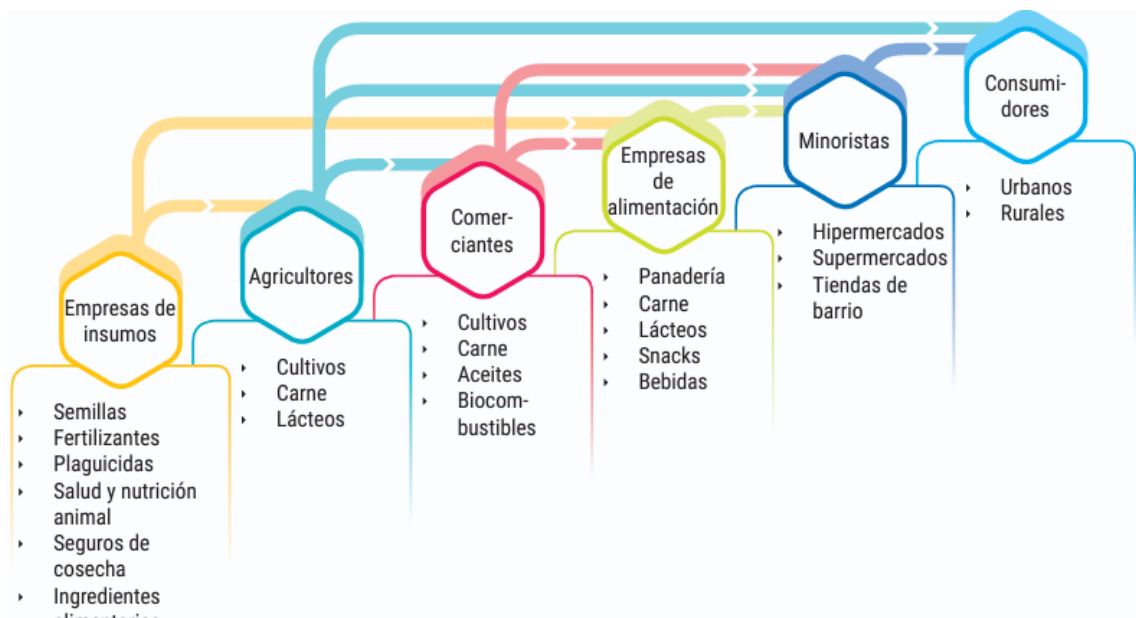 Empresas de
insumos
Semillas
Fertilizantes
Plaguicidas
Salud y nutrición
animal
Seguros de
cosecha
Ingredientes
Agricultores
Cultivos
Carne
Lácteos
Comer-
ciantes
Cultivos
Carne
Aceites
Biocom-
bustibles
Empresas
de
alimentación
Panadería
Carne
Lácteos
Snacks
Bebidas
Minoristas
Hipermercados
Supermercados
Tiendas de
barrio
Consumi-
dores
Urbanos
Rurales